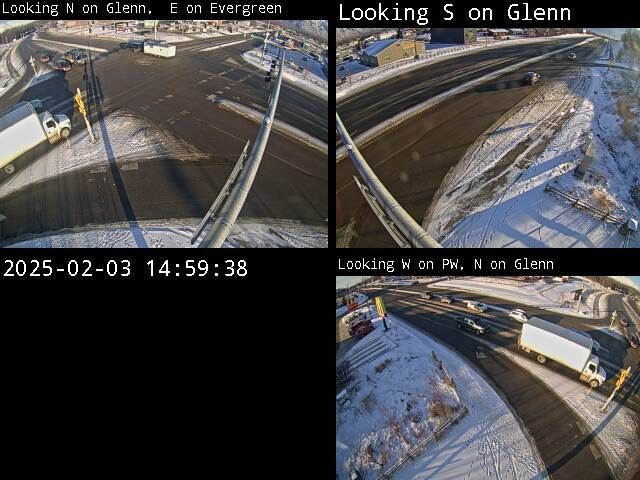 Looking N on Glenn,  E on Evergreen
Looking S on Glenn
2025-02-03 14:59:38
Looking W on PW, N on Glenn